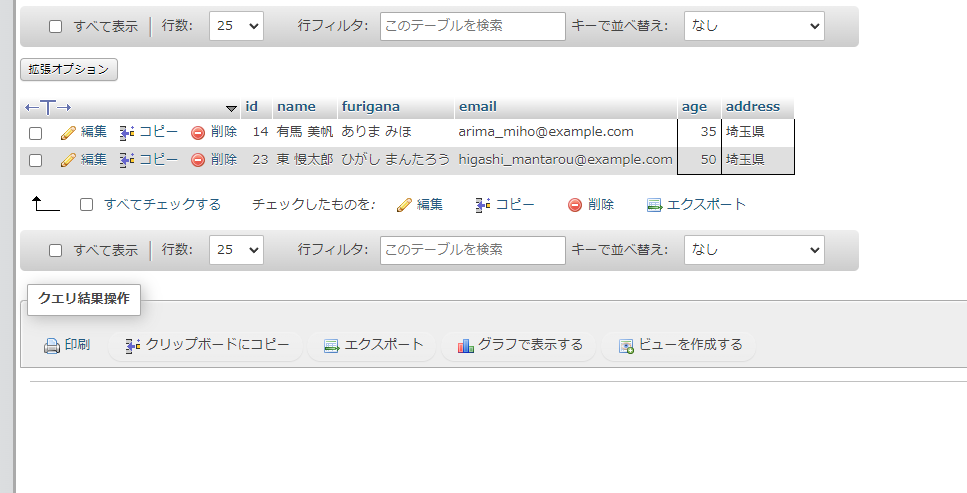 すべて表示 行数: 25 行フィルタ: このテーブルを検索 キーで並べ替え: なし
拡張オプション
←T→ id name furigana email age address
編集 コピー 削除 14 有馬 美帆 ありま みほ arima_miho@example.com 35 埼玉県
編集 コピー 削除 23 東 慢太郎 ひがし まんたろう higashi_mantarou@example.com 50 埼玉県
すべてチェックする チェックしたものを: 編集 コピー 削除 エクスポート
すべて表示 行数: 25 行フィルタ: このテーブルを検索 キーで並べ替え: なし
クエリ結果操作
印刷 クリップボードにコピー エクスポート グラフで表示する ビューを作成する